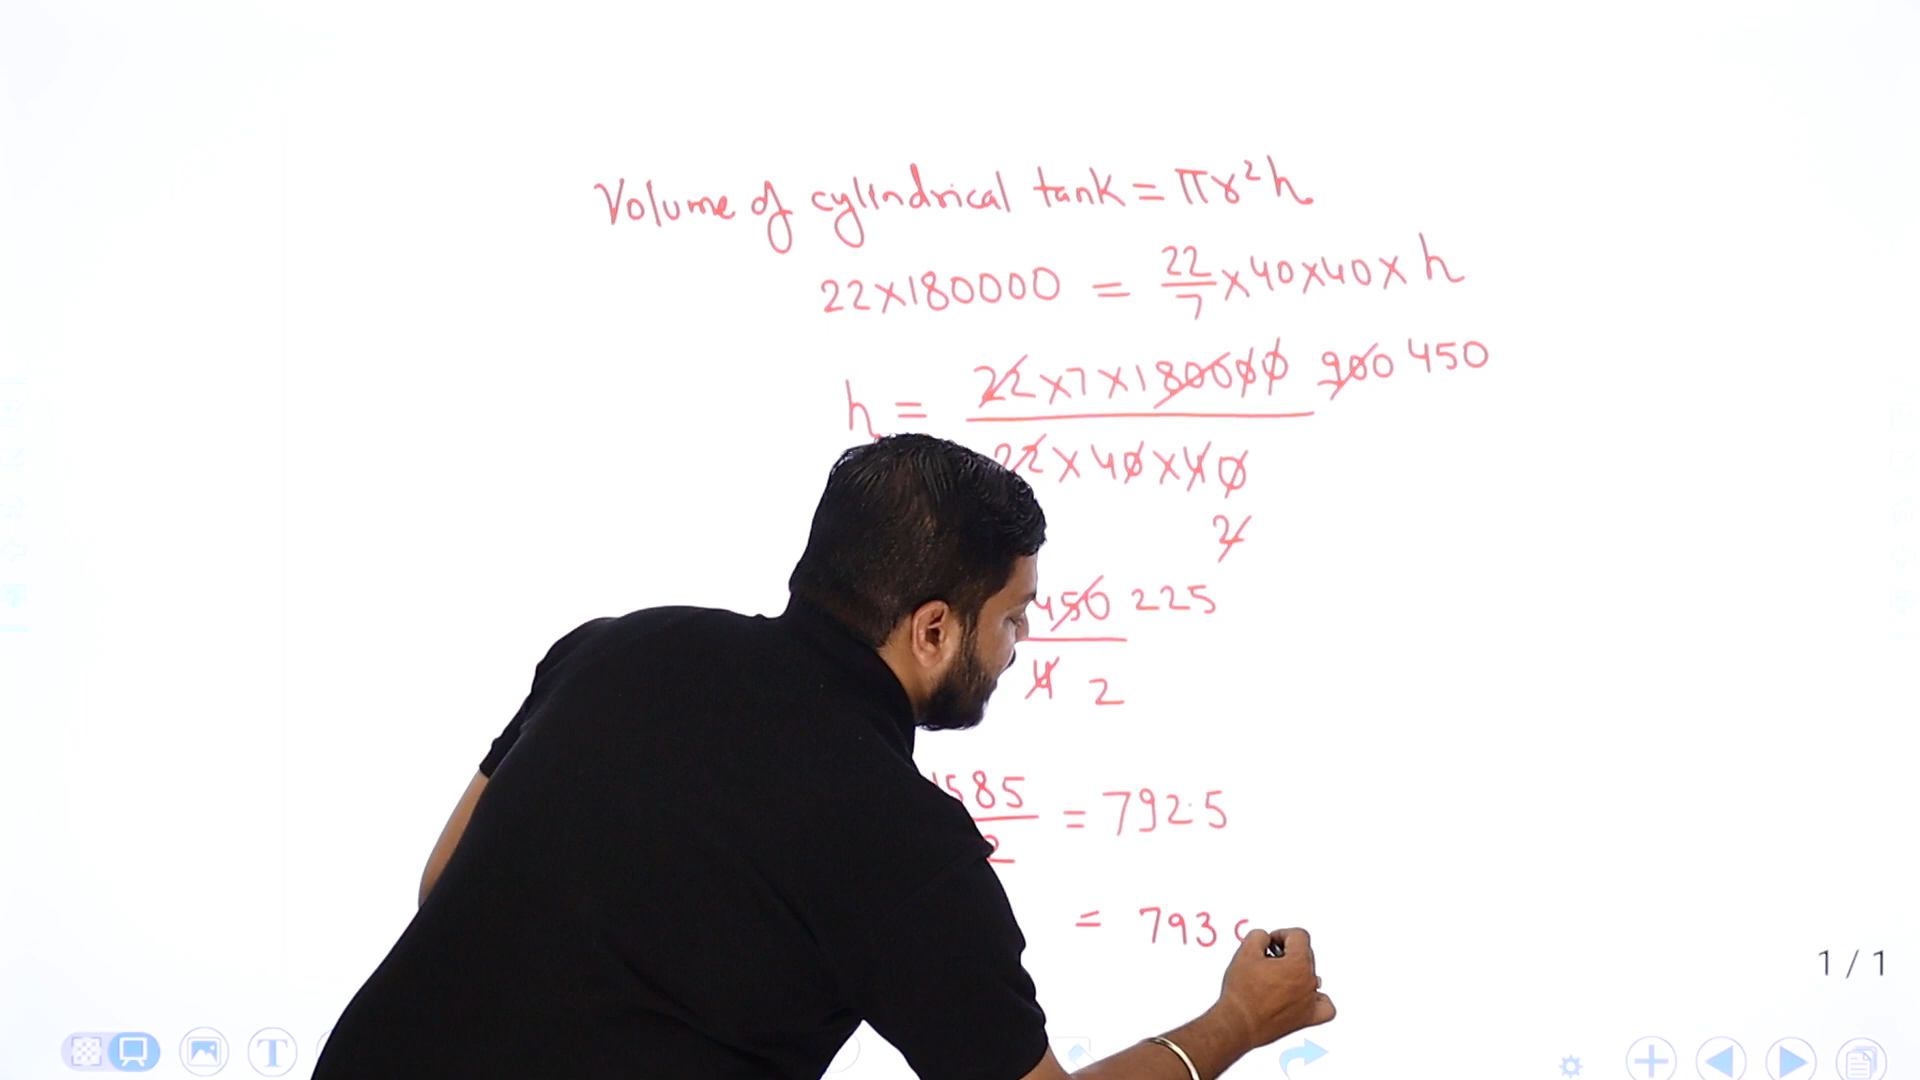 Volume of cylindrical tank = πr²h
22×180000 = 22/7 ×40×40× h
h = 22×7×180000 900 450
22×40×40
2
450 225
4 2
1585/2 = 792.5
= 793 c
1 / 1
T